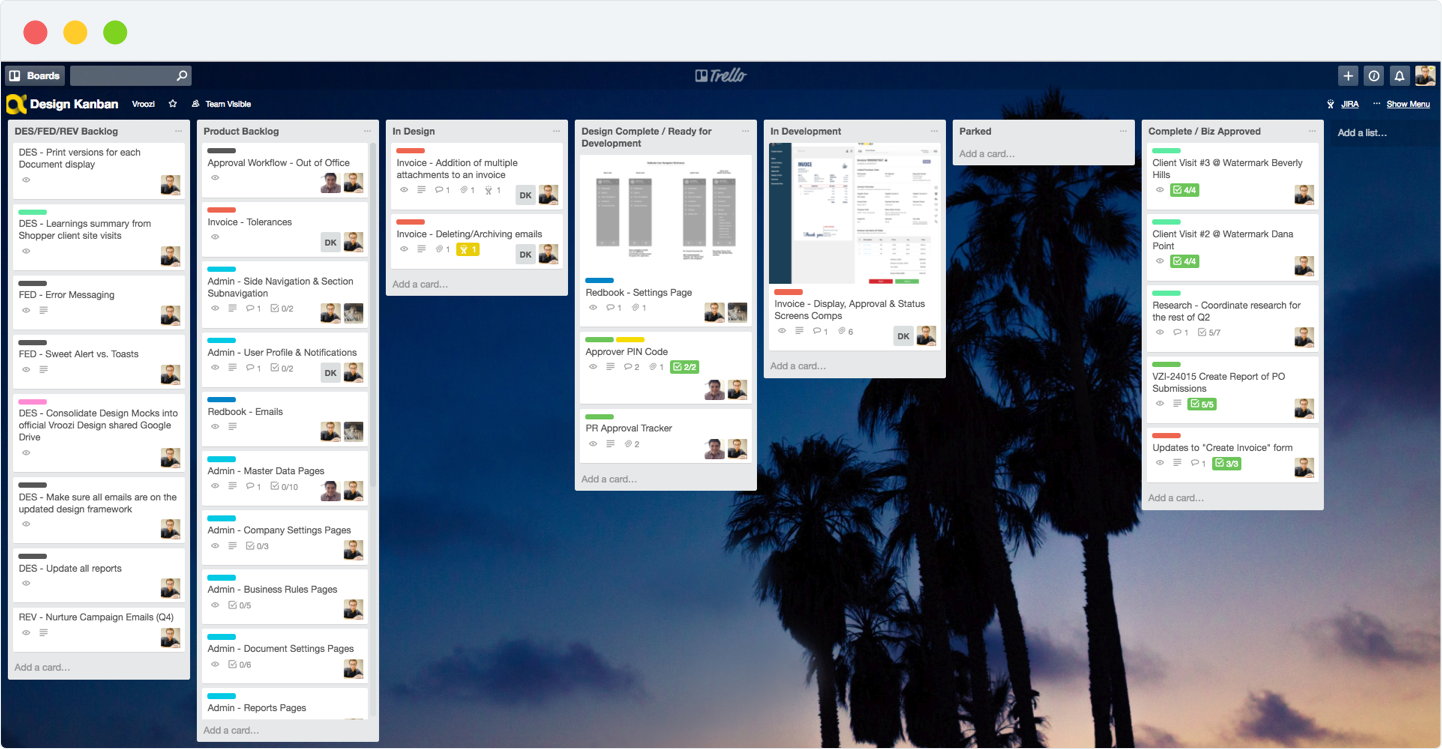 Boards
Trello
Design Kanban
Vroozi
Team Visible
JIRA
Show Menu
DES/FED/REV Backlog
DES - Print versions for each
Document display
DES - Learnings summary from
Shopper client site visits
FED - Error Messaging
FED - Sweet Alert vs. Toasts
DES - Consolidate Design Mocks into
official Vroozi Design shared Google
Drive
DES - Make sure all emails are on the
updated design framework
DES - Update all reports
REV - Nurture Campaign Emails (Q4)
Add a card...
Product Backlog
Approval Workflow - Out of Office
Invoice - Tolerances
DK
Admin - Side Navigation & Section
Subnavigation
1 0/2
Admin - User Profile & Notifications
1 0/2
DK
Redbook - Emails
Admin - Master Data Pages
1 0/10
Admin - Company Settings Pages
0/3
Admin - Business Rules Pages
0/5
Admin - Document Settings Pages
0/6
Admin - Reports Pages
Add a card...
In Design
Invoice - Addition of multiple
attachments to an invoice
1 1 1
DK
Invoice - Deleting/Archiving emails
1 1
DK
Add a card...
Design Complete / Ready for
Development
Redbook - Settings Page
1 1
Approver PIN Code
2 1 2/2
PR Approval Tracker
2
Add a card...
In Development
INVOICE
Thank you
Invoice - Display, Approval & Status
Screens Comps
1 6
DK
Add a card...
Parked
Add a card...
Complete / Biz Approved
Client Visit #3 @ Watermark Beverly
Hills
4/4
Client Visit #2 @ Watermark Dana
Point
4/4
Research - Coordinate research for
the rest of Q2
1 5/7
VZI-24015 Create Report of PO
Submissions
5/5
Updates to "Create Invoice" form
1 3/3
Add a card...
Add a list...